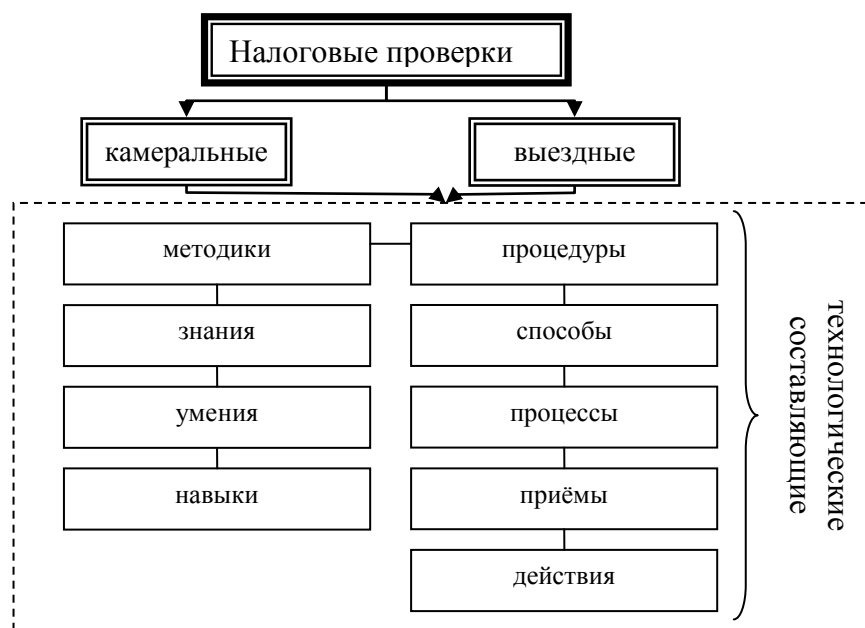 Налоговые проверки
камеральные
выездные
методики
процедуры
знания
способы
умения
процессы
навыки
приёмы
действия
технологические
составляющие